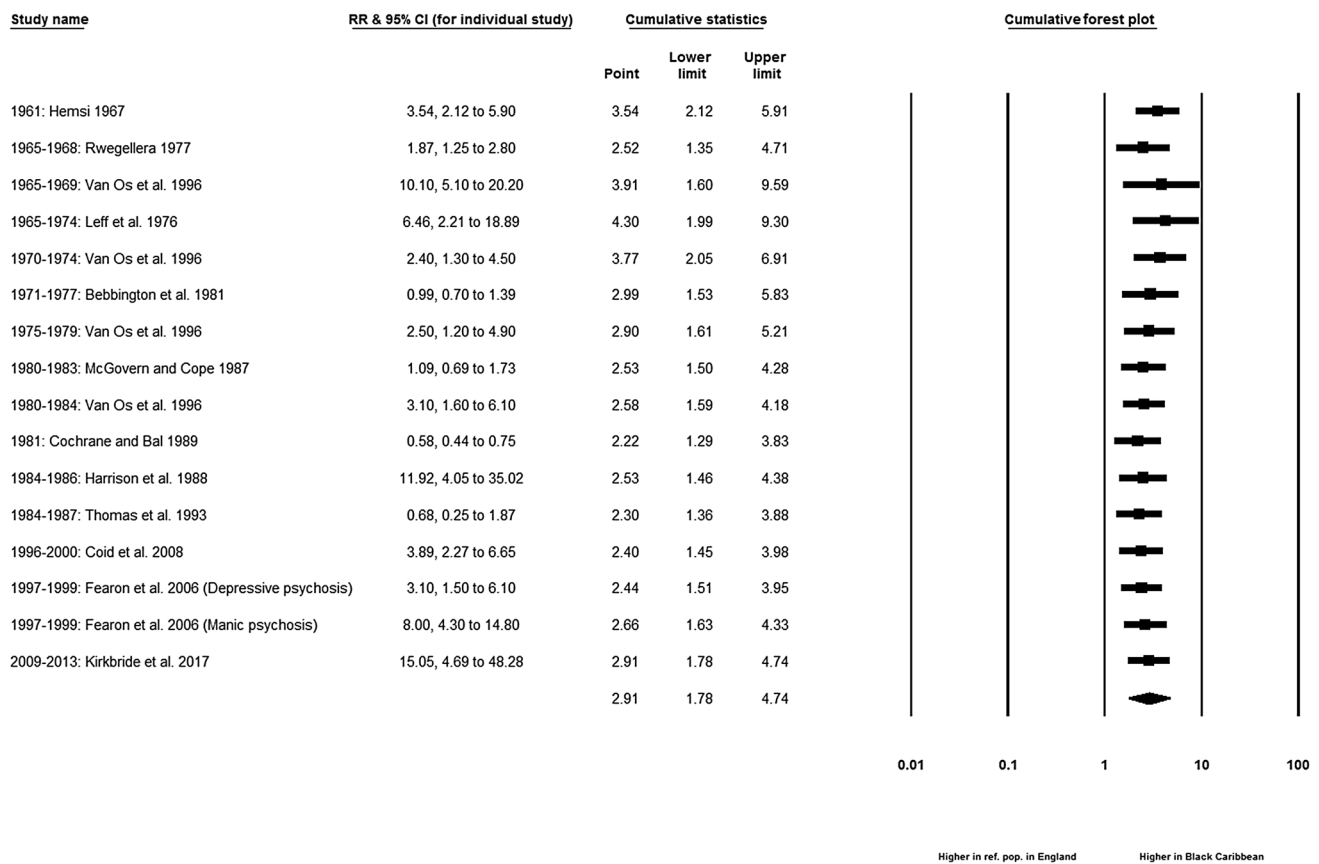 Study name RR & 95% CI (for individual study) Cumulative statistics Cumulative forest plot
Lower Upper
Point limit limit
1961: Hemsi 1967 3.54, 2.12 to 5.90 3.54 2.12 5.91
1965-1968: Rwegellera 1977 1.87, 1.25 to 2.80 2.52 1.35 4.71
1965-1969: Van Os et al. 1996 10.10, 5.10 to 20.20 3.91 1.60 9.59
1965-1974: Leff et al. 1976 6.46, 2.21 to 18.89 4.30 1.99 9.30
1970-1974: Van Os et al. 1996 2.40, 1.30 to 4.50 3.77 2.05 6.91
1971-1977: Bebbington et al. 1981 0.99, 0.70 to 1.39 2.99 1.53 5.83
1975-1979: Van Os et al. 1996 2.50, 1.20 to 4.90 2.90 1.61 5.21
1980-1983: McGovern and Cope 1987 1.09, 0.69 to 1.73 2.53 1.50 4.28
1980-1984: Van Os et al. 1996 3.10, 1.60 to 6.10 2.58 1.59 4.18
1981: Cochrane and Bal 1989 0.58, 0.44 to 0.75 2.22 1.29 3.83
1984-1986: Harrison et al. 1988 11.92, 4.05 to 35.02 2.53 1.46 4.38
1984-1987: Thomas et al. 1993 0.68, 0.25 to 1.87 2.30 1.36 3.88
1996-2000: Coid et al. 2008 3.89, 2.27 to 6.65 2.40 1.45 3.98
1997-1999: Fearon et al. 2006 (Depressive psychosis) 3.10, 1.50 to 6.10 2.44 1.51 3.95
1997-1999: Fearon et al. 2006 (Manic psychosis) 8.00, 4.30 to 14.80 2.66 1.63 4.33
2009-2013: Kirkbride et al. 2017 15.05, 4.69 to 48.28 2.91 1.78 4.74
2.91 1.78 4.74
0.01 0.1 1 10 100
Higher in ref. pop. in England Higher in Black Caribbean